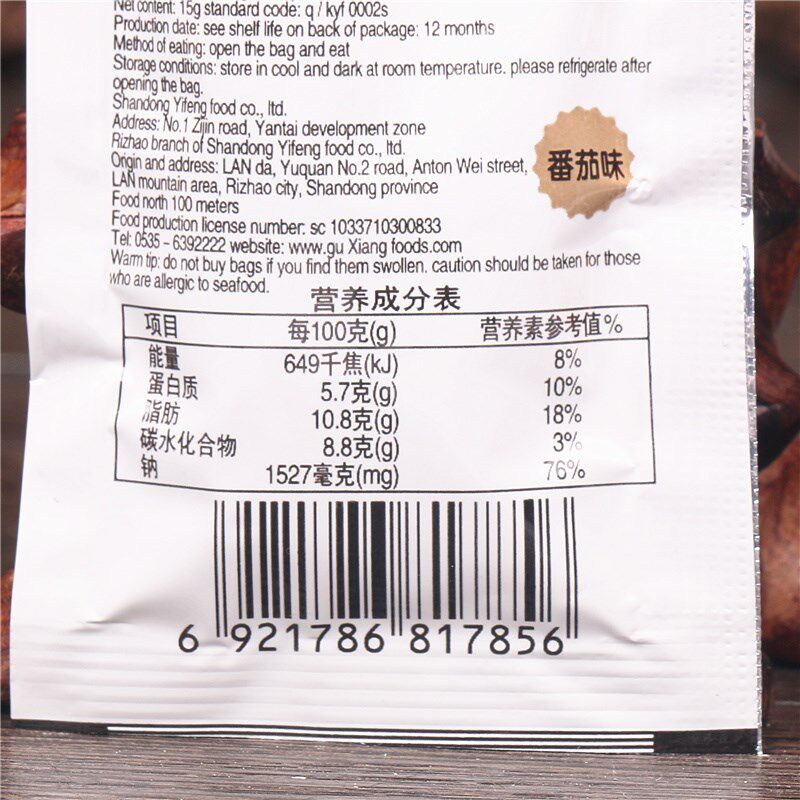 Net content: 15g standard code: q / kyf 0002s
Production date: see shelf life on back of package: 12 months
Method of eating: open the bag and eat
Storage conditions: store in cool and dark at room temperature. please refrigerate after
opening the bag.
Shandong Yifeng food co., ltd.
Address: No.1 Zijin road, Yantai development zone
Rizhao branch of Shandong Yifeng food co., ltd.
Origin and address: LAN da, Yuquan No.2 road, Anton Wei street,
LAN mountain area, Rizhao city, Shandong province
Food north 100 meters
Food production license number: sc 1033710300833
Tel: 0535 - 6392222 website: www.gu Xiang foods.com
Warm tip: do not buy bags if you find them swollen. caution should be taken for those
who are allergic to seafood.
番茄味
营养成分表
项目 每100克(g) 营养素参考值%
能量 649千焦(kJ) 8%
蛋白质 5.7克(g) 10%
脂肪 10.8克(g) 18%
碳水化合物 8.8克(g) 3%
钠 1527毫克(mg) 76%
6 921786 817856